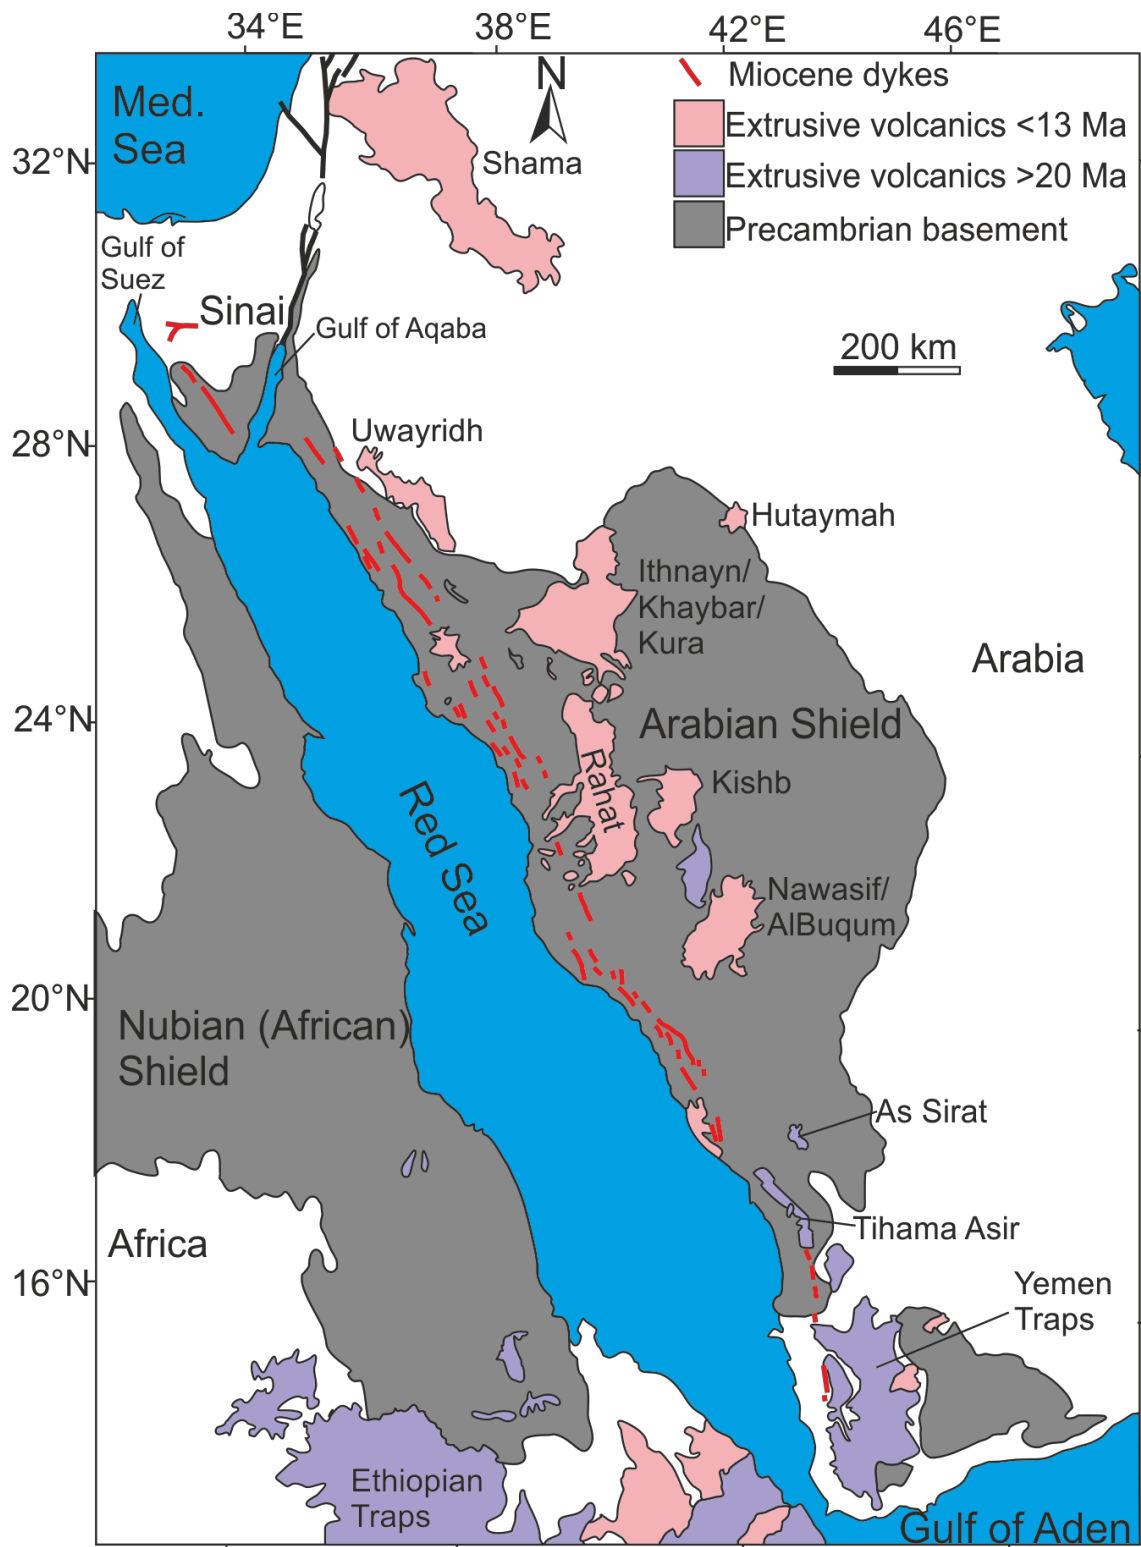 34°E
38°E
42°E
46°E
Med.
Sea
N
Miocene dykes
Extrusive volcanics <13 Ma
Extrusive volcanics >20 Ma
Precambrian basement
32°N
Shama
Gulf of
Suez
Sinai
Gulf of Aqaba
200 km
28°N
Uwayridh
Hutaymah
Ithnayn/
Khaybar/
Kura
Arabia
24°N
Arabian Shield
Rahat
Kishb
Red Sea
Nawasif/
AlBuqum
20°N
Nubian (African)
Shield
As Sirat
Africa
Tihama Asir
16°N
Yemen
Traps
Ethiopian
Traps
Gulf of Aden